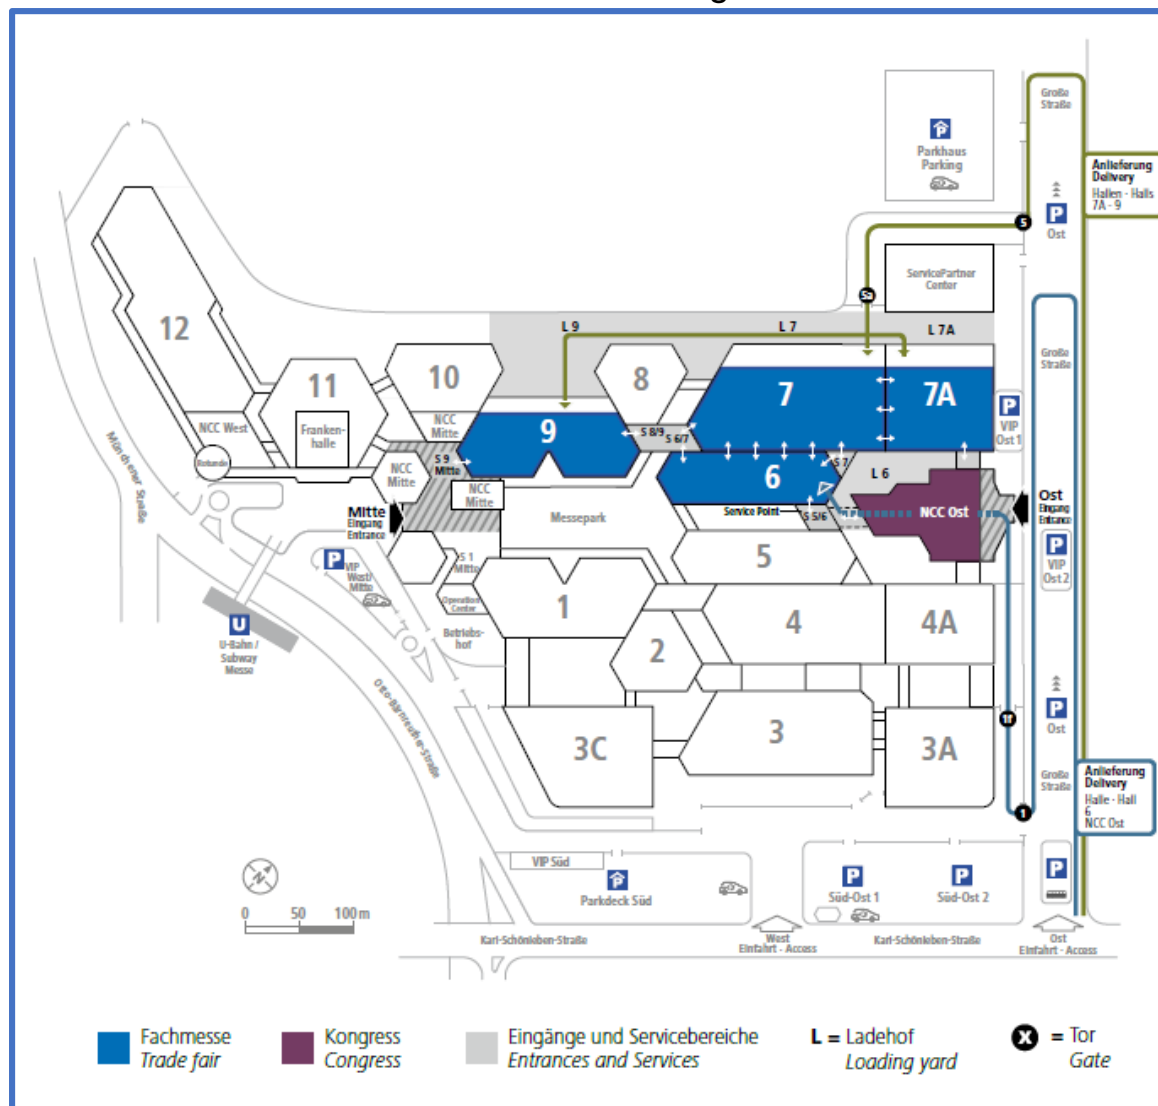 Große
Straße
P
Parkhaus
Parking
Anlieferung
Delivery
Hallen - Halls
7A - 9
P
Ost
5
ServicePartner
Center
5a
12
L 9
L 7
L 7A
Große
Straße
10
8
11
7
7A
NCC West
Franken-
halle
NCC
Mitte
9
S 8/9
S 6/7
P
VIP
Ost 1
Münchener Straße
Rotunde
NCC
Mitte
S 9
Mitte
6
S 7
L 6
NCC
Mitte
Mitte
Eingang
Entrance
Messepark
Service Point
S 5/6
NCC Ost
Ost
Eingang
Entrance
P
VIP
West/
Mitte
S 1
Mitte
5
P
VIP
Ost 2
Operation
Center
1
4
4A
U
U-Bahn /
Subway
Messe
Betriebs-
hof
2
Otto-Bärnreuther-Straße
P
Ost
1f
3C
3
3A
Große
Straße
Anlieferung
Delivery
Halle - Hall
6
NCC Ost
1
VIP Süd
P
Parkdeck Süd
P
Süd-Ost 1
P
Süd-Ost 2
P
N
0 50 100 m
Karl-Schönleben-Straße
West
Einfahrt - Access
Karl-Schönleben-Straße
Ost
Einfahrt - Access
Fachmesse
Trade fair
Kongress
Congress
Eingänge und Servicebereiche
Entrances and Services
L = Ladehof
Loading yard
X = Tor
Gate